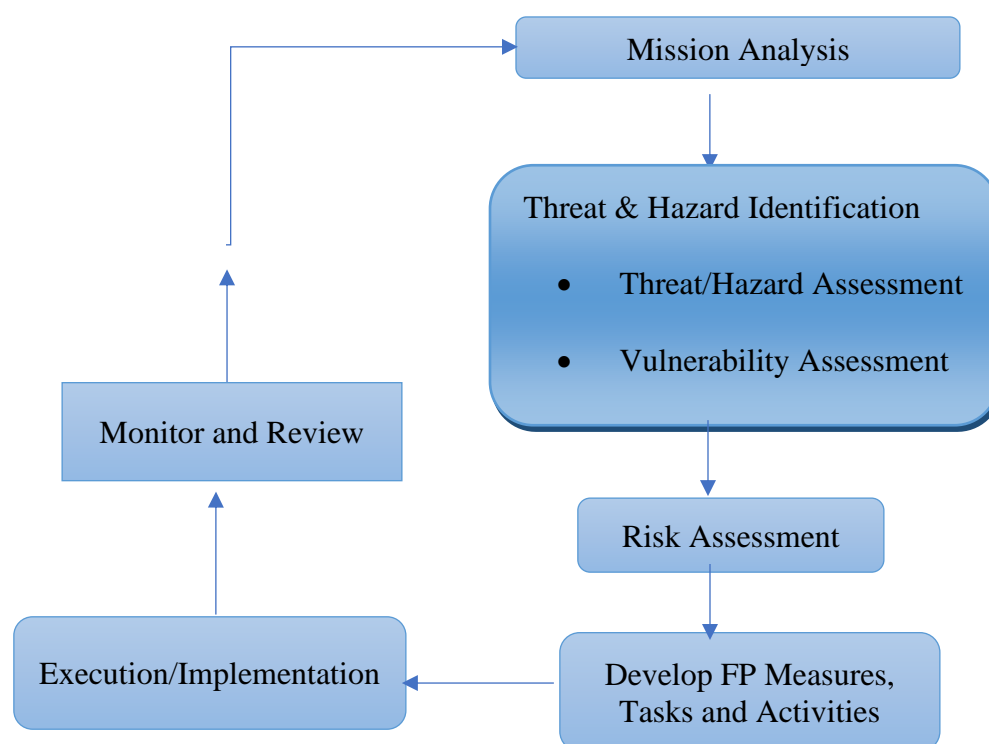 Mission Analysis
Threat & Hazard Identification
• Threat/Hazard Assessment
• Vulnerability Assessment
Risk Assessment
Develop FP Measures,
Tasks and Activities
Execution/Implementation
Monitor and Review